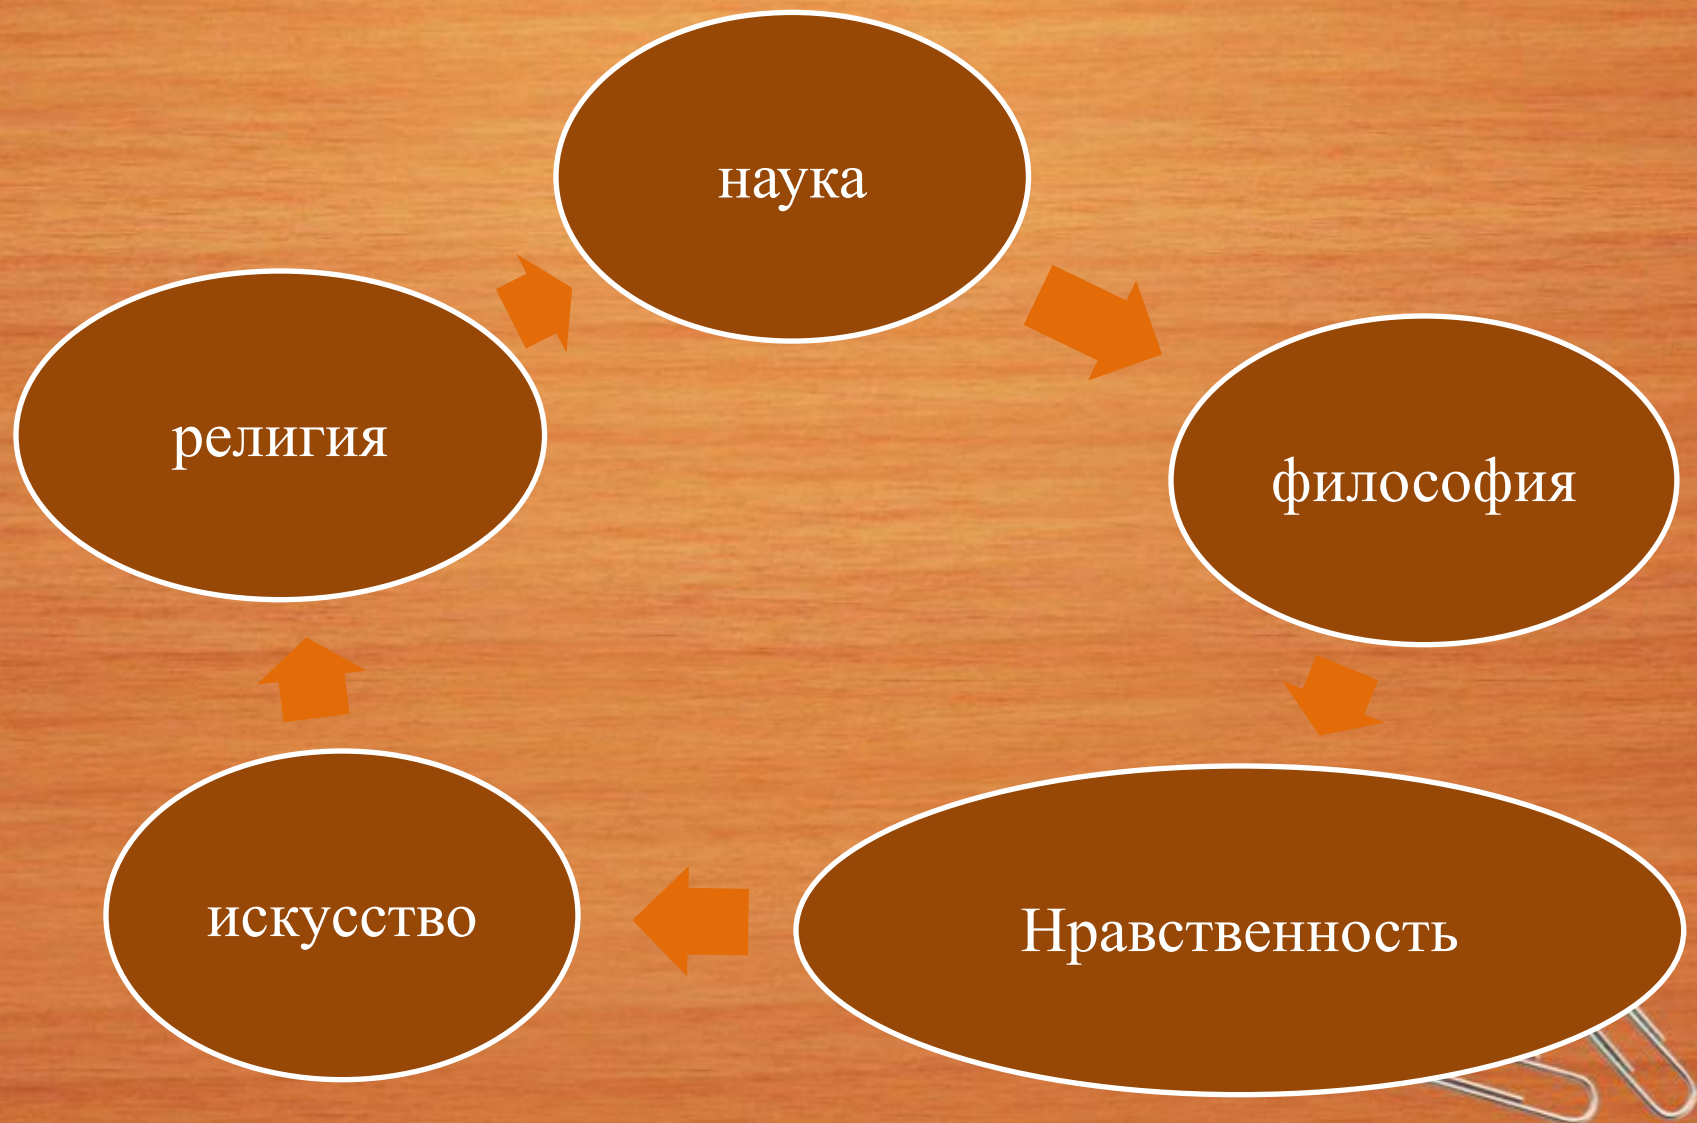 наука
религия
философия
искусство
Нравственность